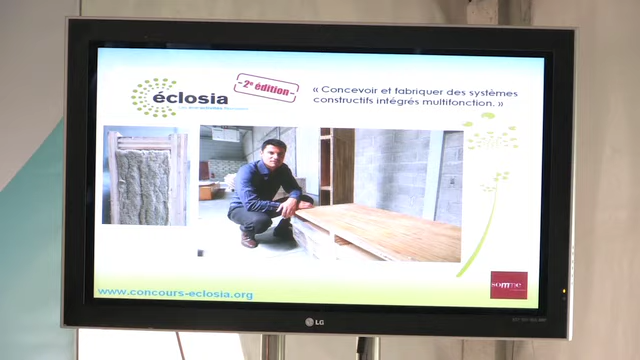 éclosia
2e édition
« Concevoir et fabriquer des systèmes
constructifs intégrés multifonction. »
www.concours-eclosia.org
somme
LG